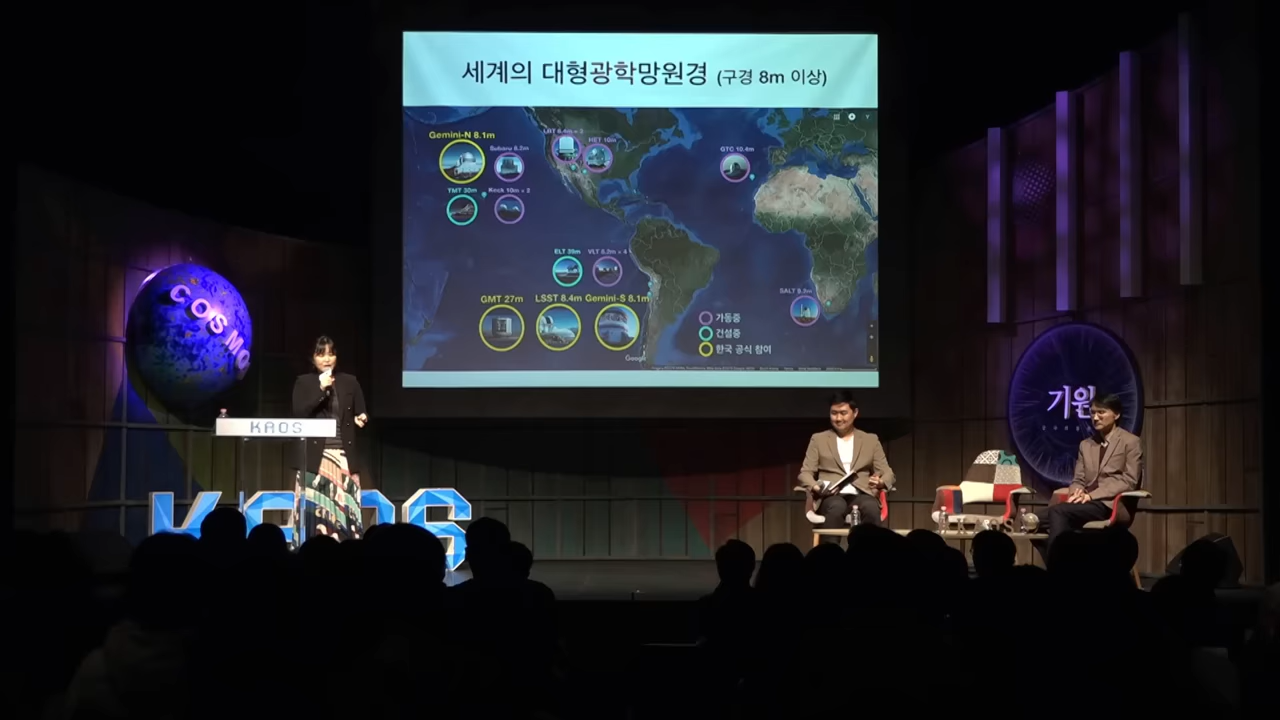 세계의 대형광학망원경 (구경 8m 이상)
Gemini-N 8.1m
Subaru 8.2m
LBT 8.4m × 2
HET 10m
GTC 10.4m
TMT 30m
Keck 10m × 2
ELT 39m
VLT 8.2m × 4
GMT 27m
LSST 8.4m
Gemini-S 8.1m
SALT 9.2m
가동중
건설중
한국 공식 참여
Google
COSMO
KAOS
KAOS
기원